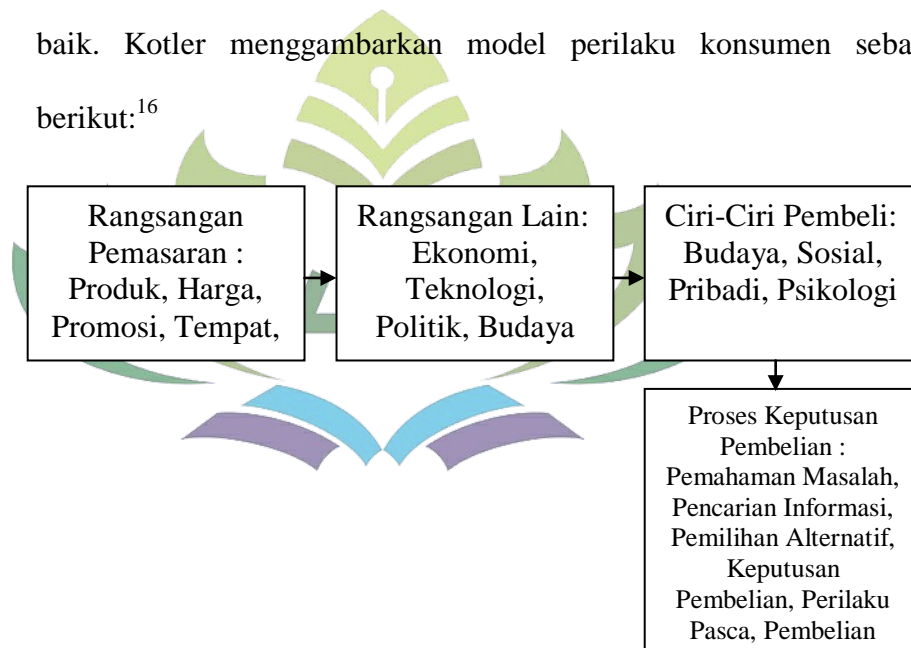 baik. Kotler menggambarkan model perilaku konsumen seba
berikut:16
Rangsangan
Pemasaran :
Produk, Harga,
Promosi, Tempat,
Rangsangan Lain:
Ekonomi,
Teknologi,
Politik, Budaya
Ciri-Ciri Pembeli:
Budaya, Sosial,
Pribadi, Psikologi
Proses Keputusan
Pembelian :
Pemahaman Masalah,
Pencarian Informasi,
Pemilihan Alternatif,
Keputusan
Pembelian, Perilaku
Pasca, Pembelian